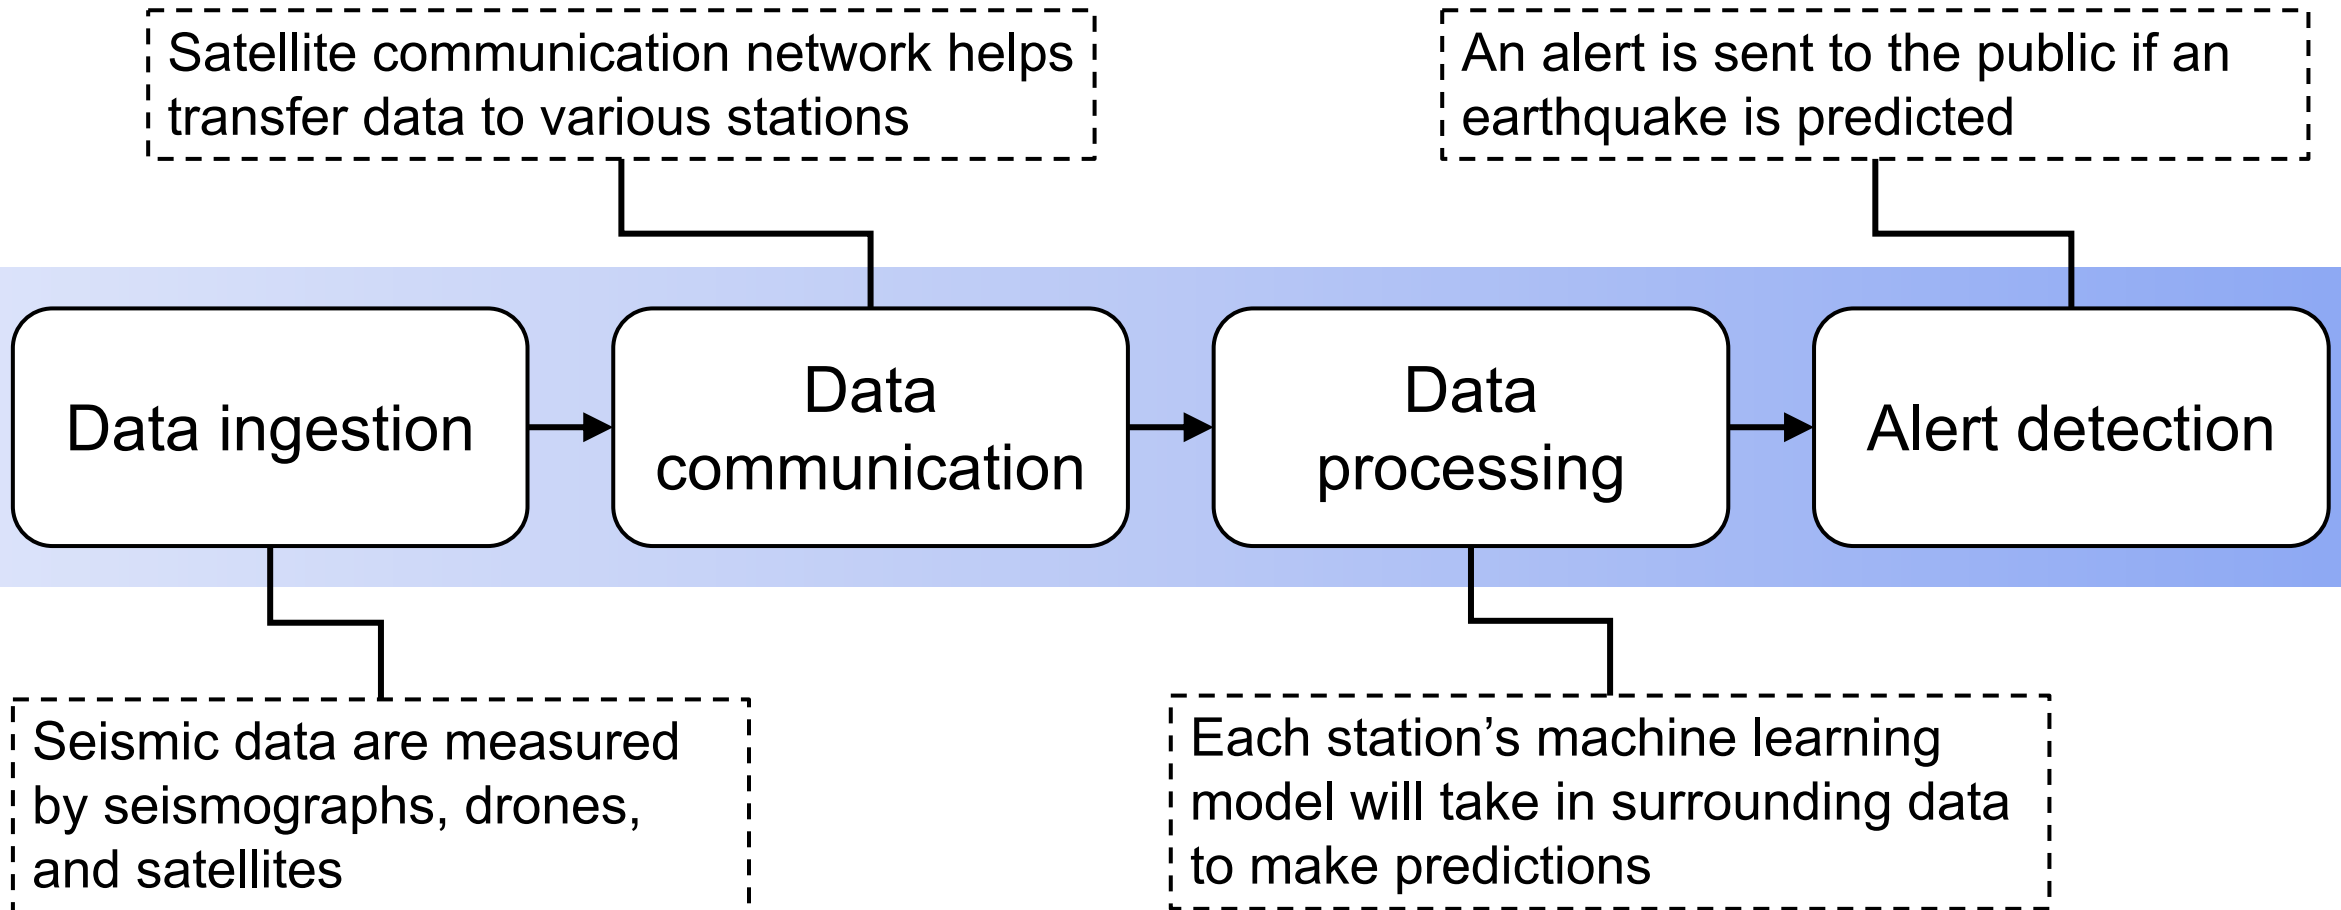 Satellite communication network helps
transfer data to various stations
An alert is sent to the public if an
earthquake is predicted
Data ingestion
Data
communication
Data
processing
Alert detection
Seismic data are measured
by seismographs, drones,
and satellites
Each station’s machine learning
model will take in surrounding data
to make predictions